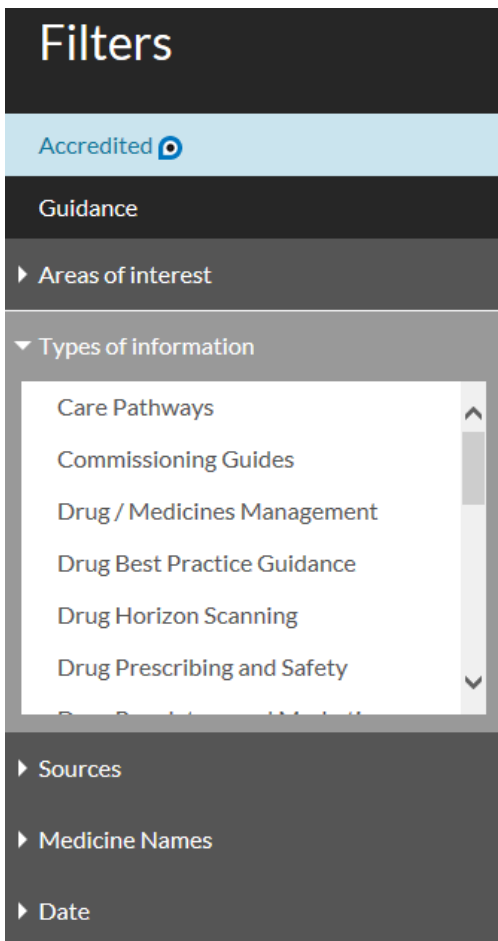 Filters
Accredited
Guidance
Areas of interest
Types of information
Care Pathways
Commissioning Guides
Drug / Medicines Management
Drug Best Practice Guidance
Drug Horizon Scanning
Drug Prescribing and Safety
Sources
Medicine Names
Date